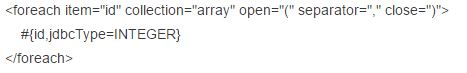 <foreach item="id" collection="array" open="(" separator="," close=")">
#{id.jdbcType=INTEGER}
</foreach>